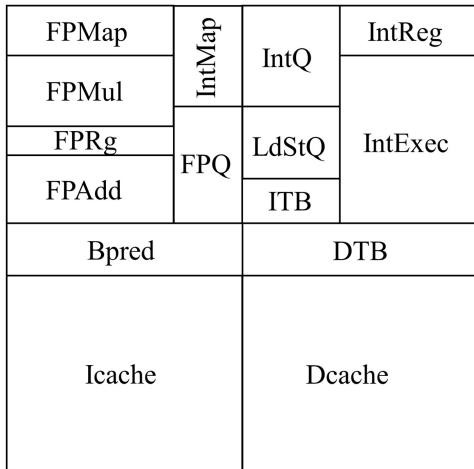 FPMap
IntMap
IntQ
IntReg
FPMul
FPRg
FPQ
LdStQ
IntExec
FPAdd
ITB
Bpred
DTB
Icache
Dcache